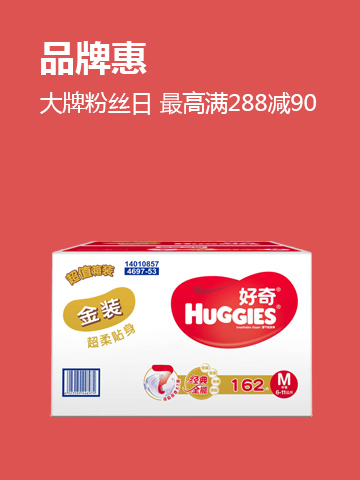 品牌惠
大牌粉丝日 最高满288减90
超值箱装
14010857
4697-53
金装
超柔贴身
好奇
HUGGIES
经典
全能
162
M
6-11